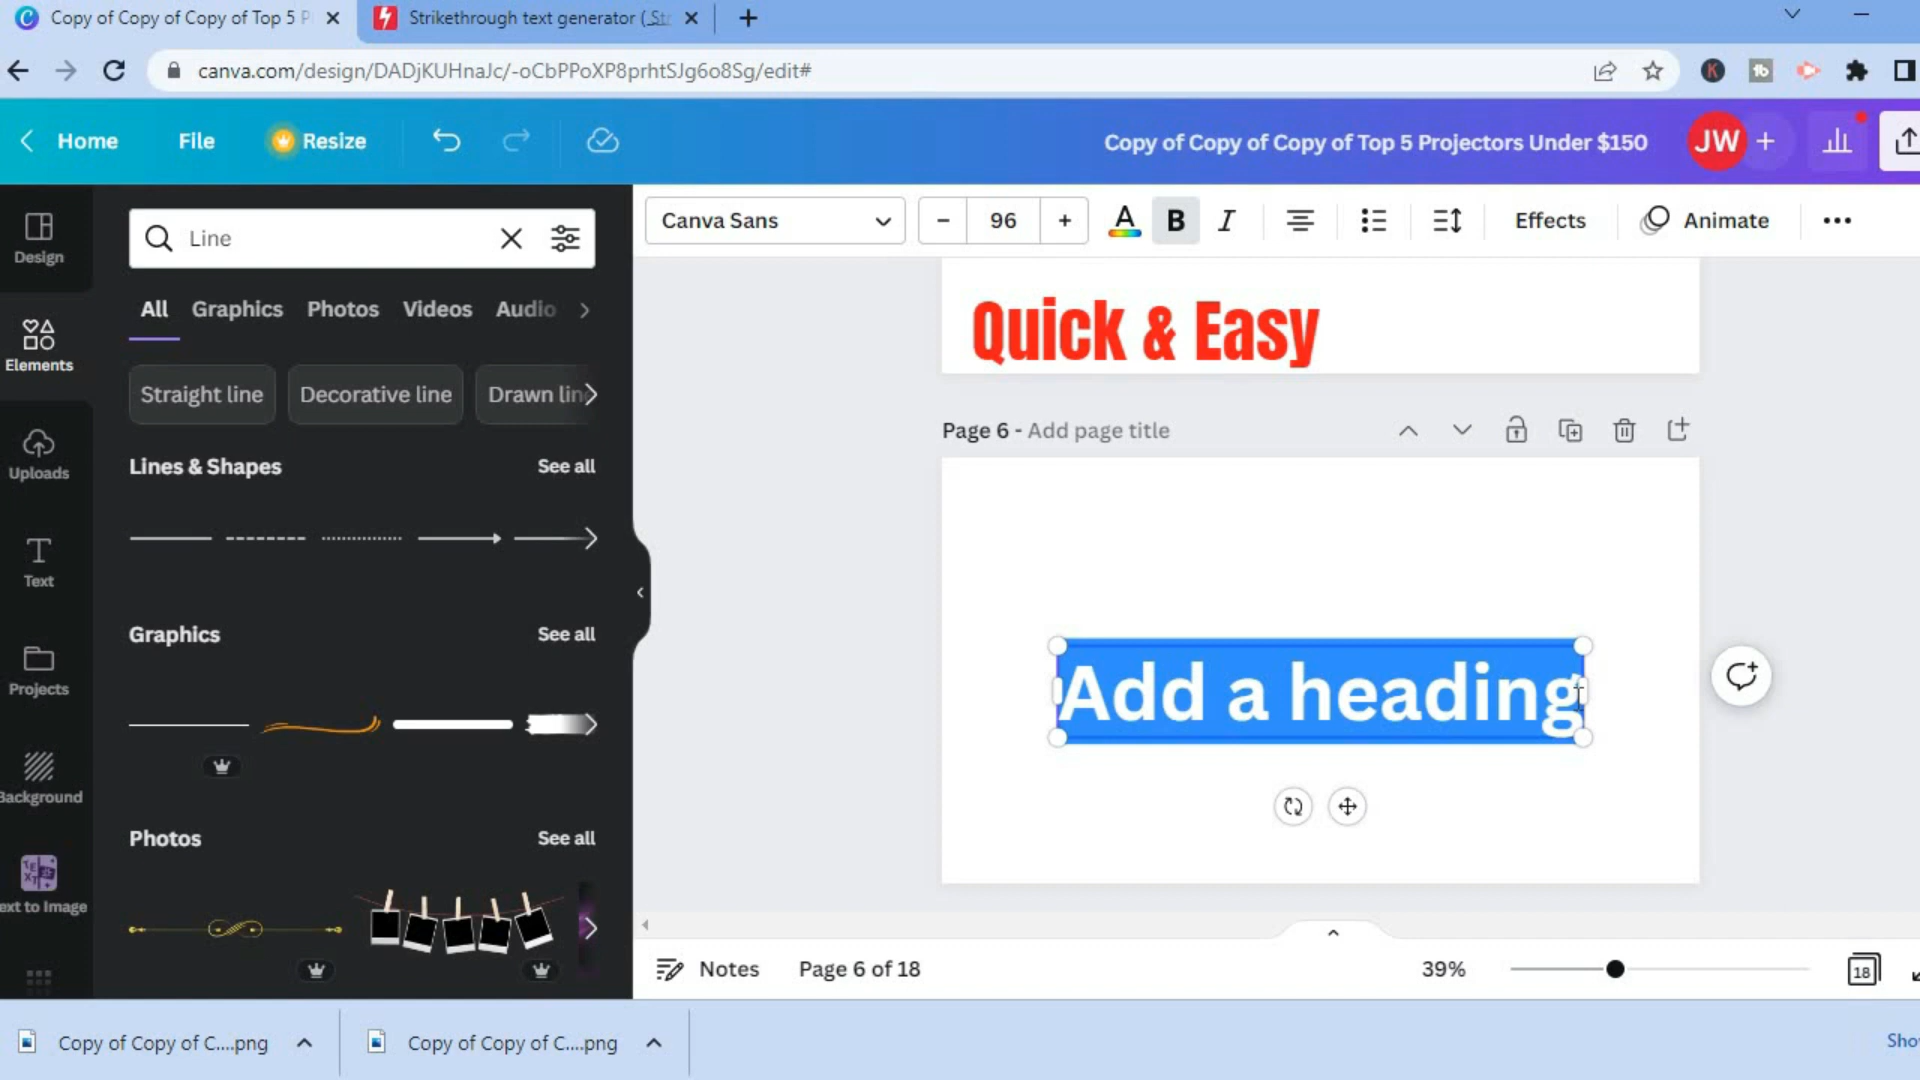 Copy of Copy of Copy of Top 5 P
Strikethrough text generator (
canva.com/design/DADjKUHnaJc/-oCbPPoXP8prhtSJg6o8Sg/edit#
Home
File
Resize
Copy of Copy of Copy of Top 5 Projectors Under $150
JW
Design
Elements
Uploads
Text
Projects
Background
ext to Image
Line
All
Graphics
Photos
Videos
Audio
Straight line
Decorative line
Drawn lin
Lines & Shapes
See all
Graphics
See all
Photos
See all
Canva Sans
96
A
B
I
Effects
Animate
Quick & Easy
Page 6 - Add page title
Add a heading
Notes
Page 6 of 18
39%
18
Copy of Copy of C....png
Copy of Copy of C....png
Sho